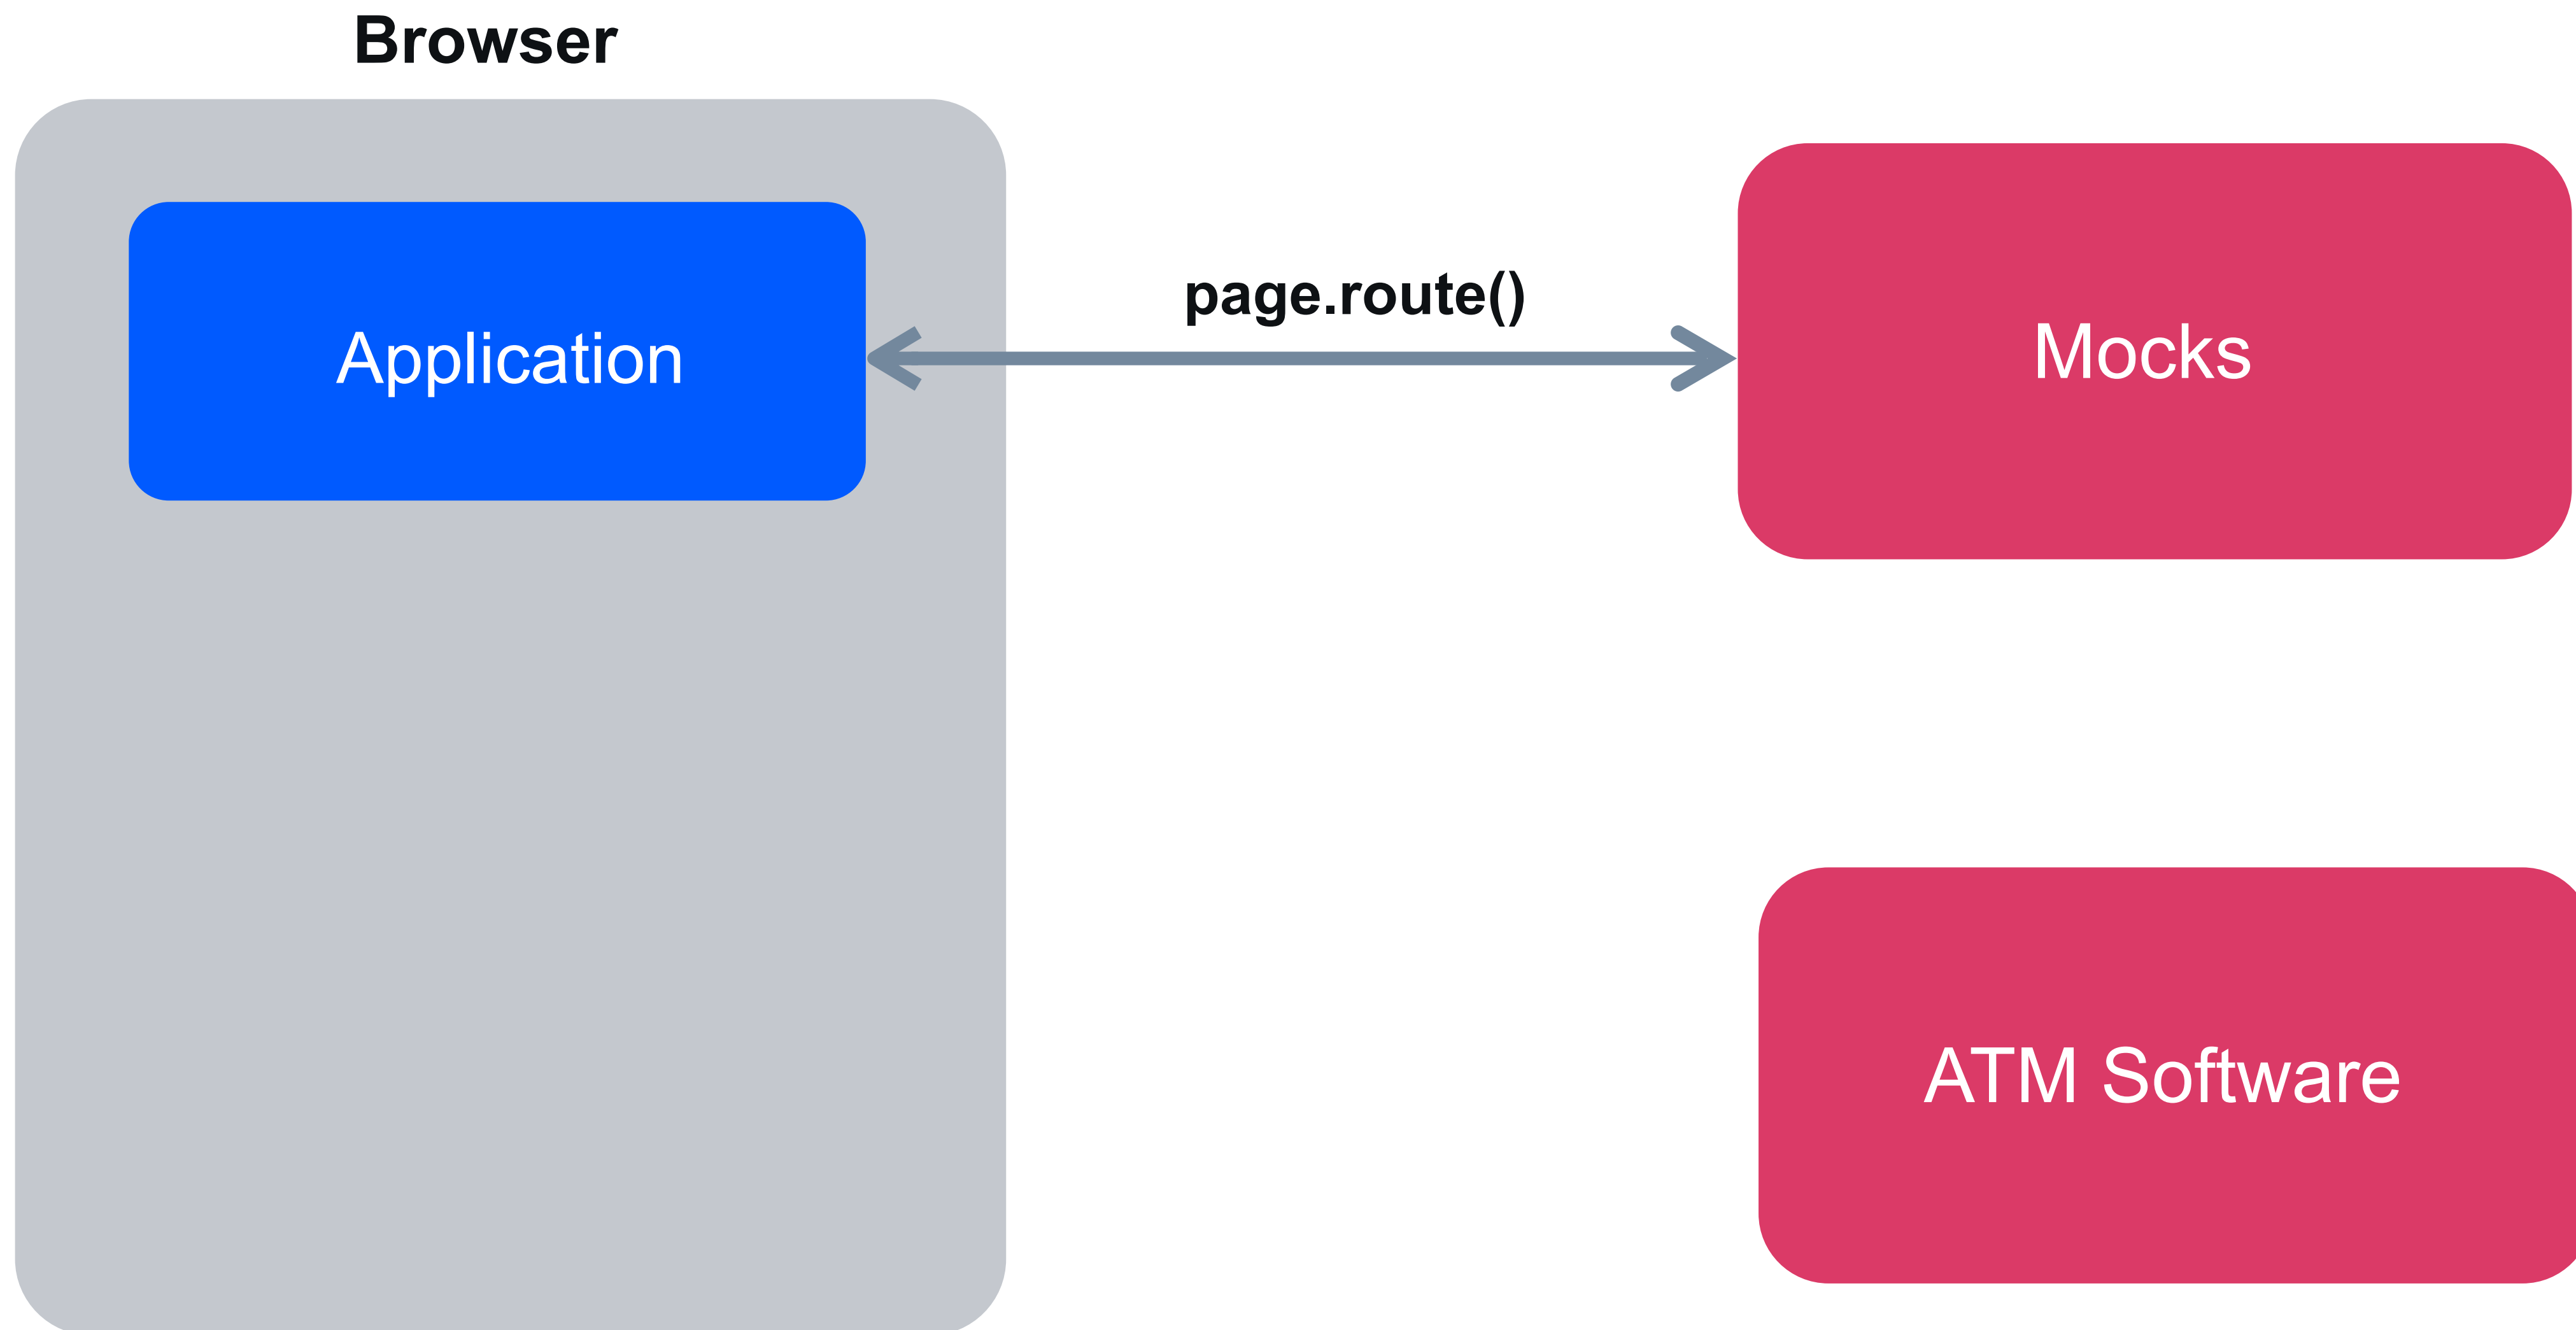 Browser
Application
page.route()
Mocks
ATM Software